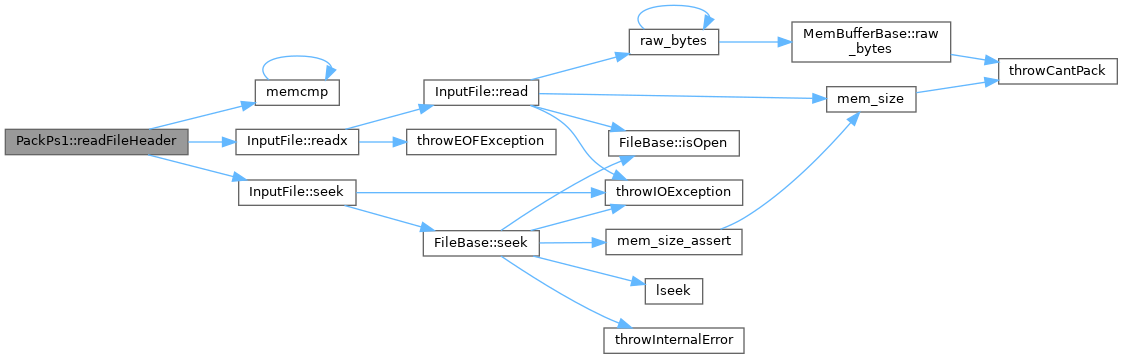 PackPs1::readFileHeader
memcmp
InputFile::readx
InputFile::seek
InputFile::read
throwEOFException
FileBase::seek
raw_bytes
FileBase::isOpen
throwIOException
mem_size_assert
lseek
throwInternalError
MemBufferBase::raw
_bytes
mem_size
throwCantPack